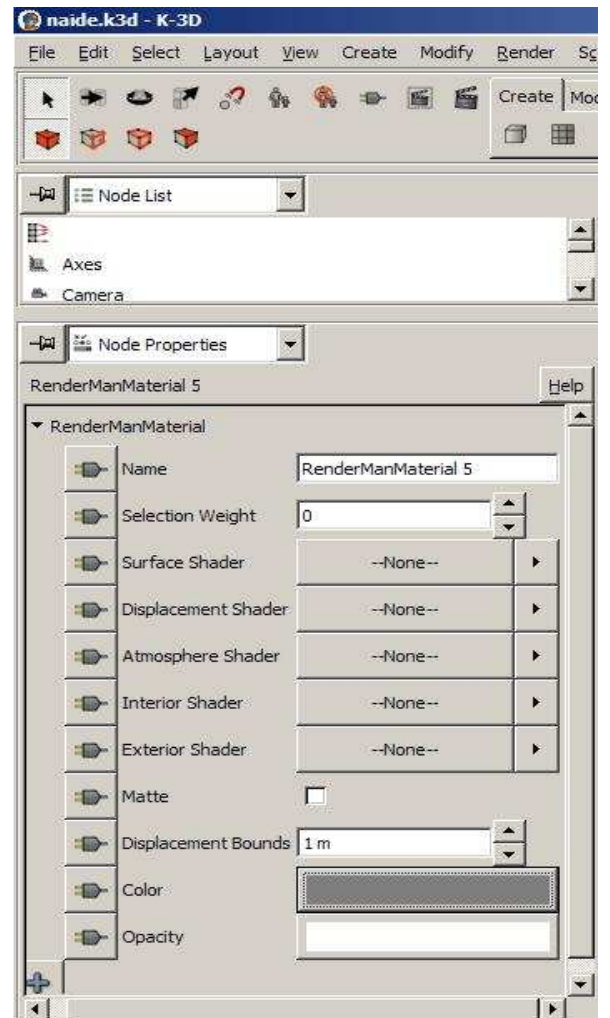 naide.k3d - K-3D
File Edit Select Layout View Create Modify Render
Create
Node List
Axes
Camera
Node Properties
RenderManMaterial 5 Help
RenderManMaterial
Name RenderManMaterial 5
Selection Weight 0
Surface Shader --None--
Displacement Shader --None--
Atmosphere Shader --None--
Interior Shader --None--
Exterior Shader --None--
Matte
Displacement Bounds 1 m
Color
Opacity